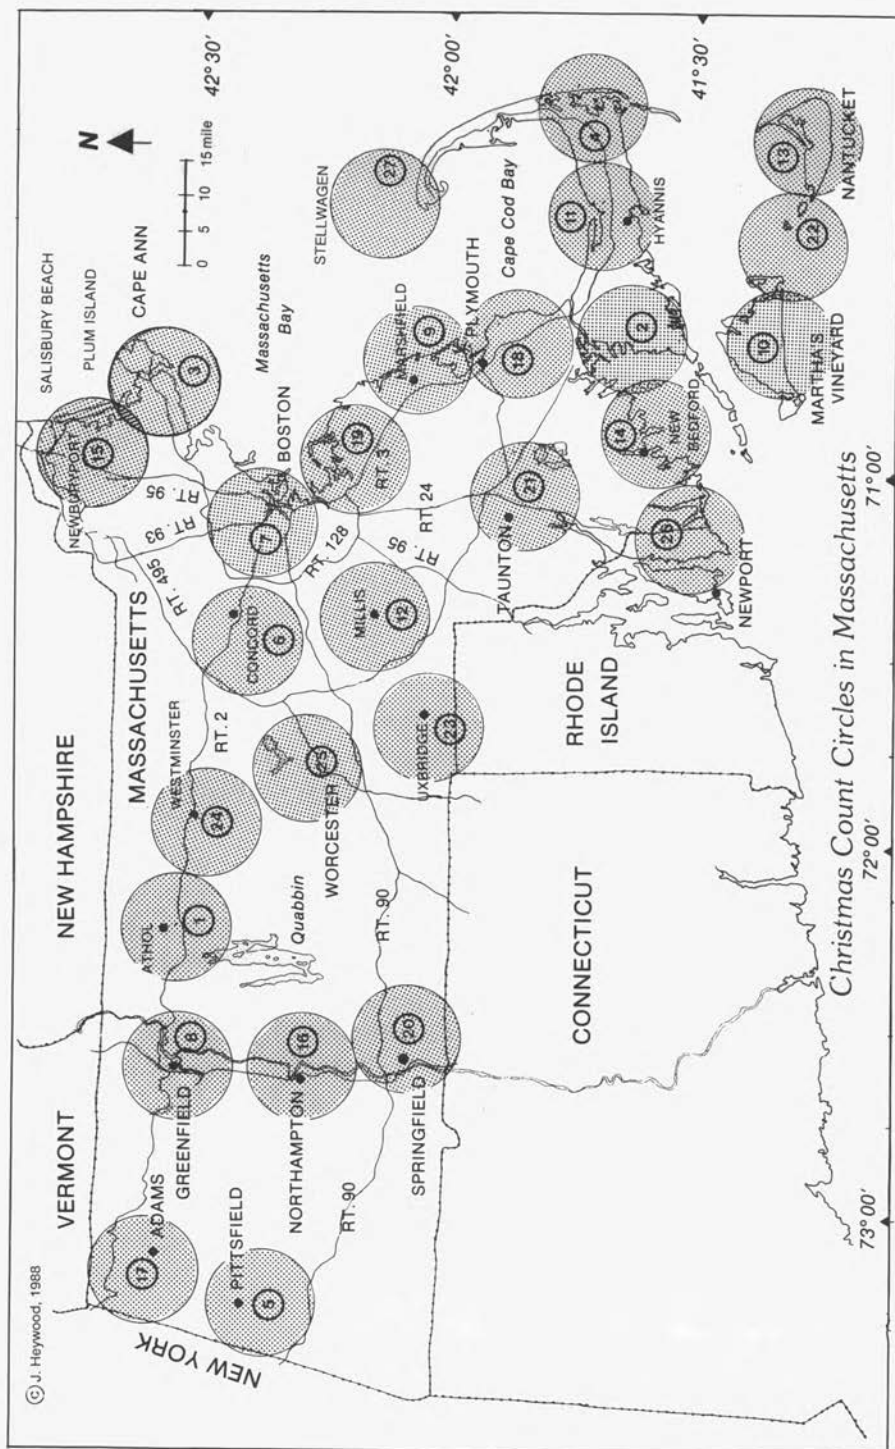 © J. Heywood, 1988
VERMONT
NEW HAMPSHIRE
NEW YORK
MASSACHUSETTS
SALISBURY BEACH
PLUM ISLAND
CAPE ANN
N
0 5 10 15 mile
42°30'
42°00'
41°30'
17
ADAMS
PITTSFIELD
5
GREENFIELD
8
NORTHAMPTON
16
SPRINGFIELD
20
RT. 90
ATHOL
1
Quabbin
WESTMINSTER
24
RT. 2
WORCESTER
25
RT. 90
UXBRIDGE
23
CONCORD
6
MILLIS
12
RT. 495
RT. 93
RT. 95
NEWBURYPORT
15
3
7
BOSTON
Massachusetts
Bay
RT. 128
RT. 95
RT. 24
RT. 3
19
MARSHFIELD
9
STELLWAGEN
27
PLYMOUTH
18
Cape Cod Bay
TAUNTON
21
11
HYANNIS
4
2
14
NEW
BEDFORD
26
NEWPORT
10
MARTHA'S
VINEYARD
22
13
NANTUCKET
CONNECTICUT
RHODE
ISLAND
73°00'
72°00'
71°00'
Christmas Count Circles in Massachusetts